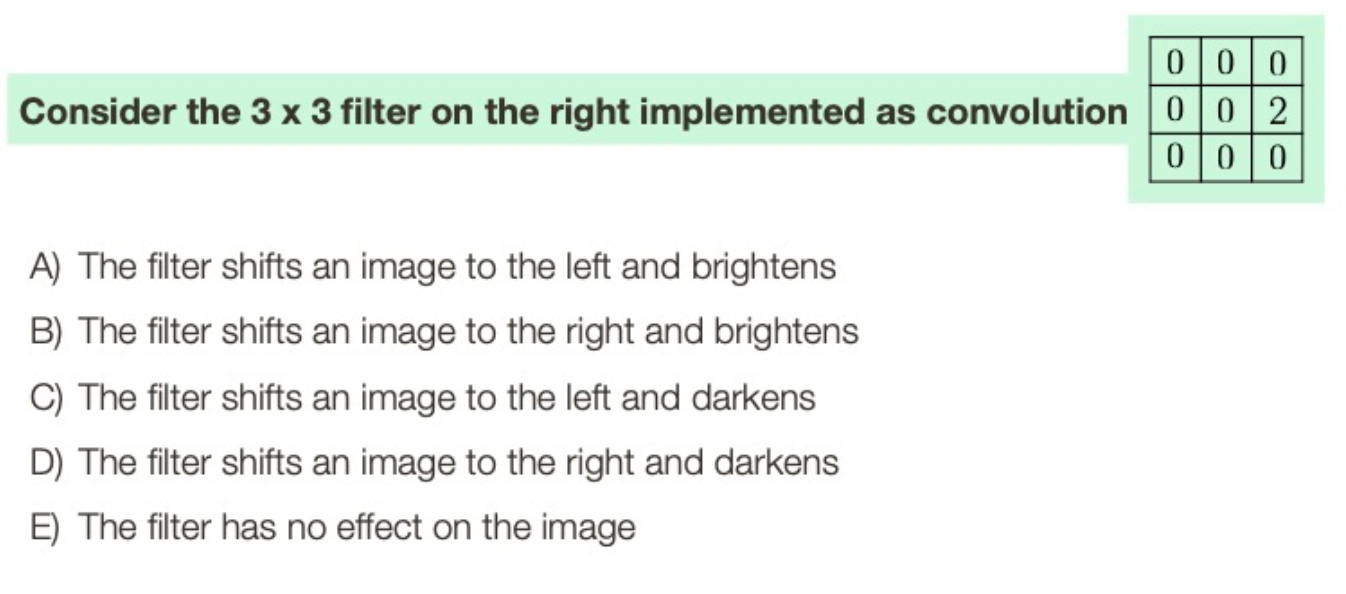 Consider the 3 x 3 filter on the right implemented as convolution
0 0 0
0 0 2
0 0 0
A) The filter shifts an image to the left and brightens
B) The filter shifts an image to the right and brightens
C) The filter shifts an image to the left and darkens
D) The filter shifts an image to the right and darkens
E) The filter has no effect on the image